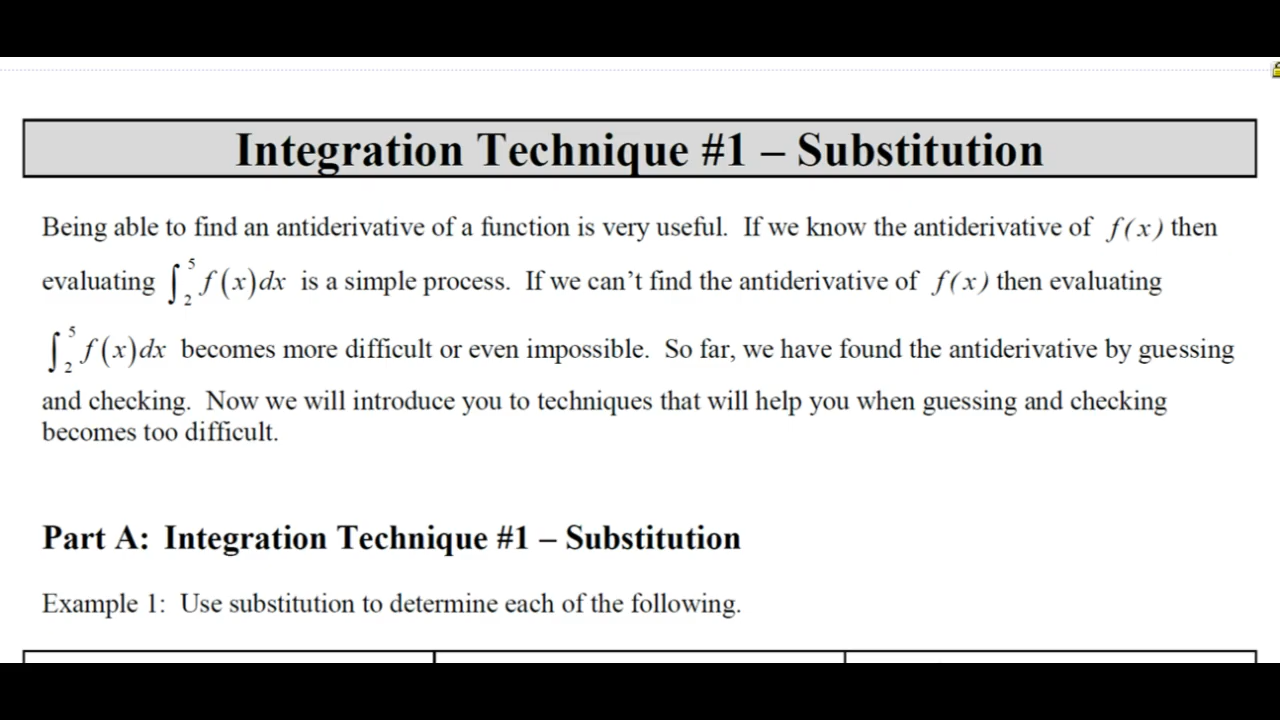 Integration Technique #1 – Substitution
Being able to find an antiderivative of a function is very useful. If we know the antiderivative of f(x) then
evaluating ∫₂⁵ f(x)dx is a simple process. If we can’t find the antiderivative of f(x) then evaluating
∫₂⁵ f(x)dx becomes more difficult or even impossible. So far, we have found the antiderivative by guessing
and checking. Now we will introduce you to techniques that will help you when guessing and checking
becomes too difficult.
Part A: Integration Technique #1 – Substitution
Example 1: Use substitution to determine each of the following.